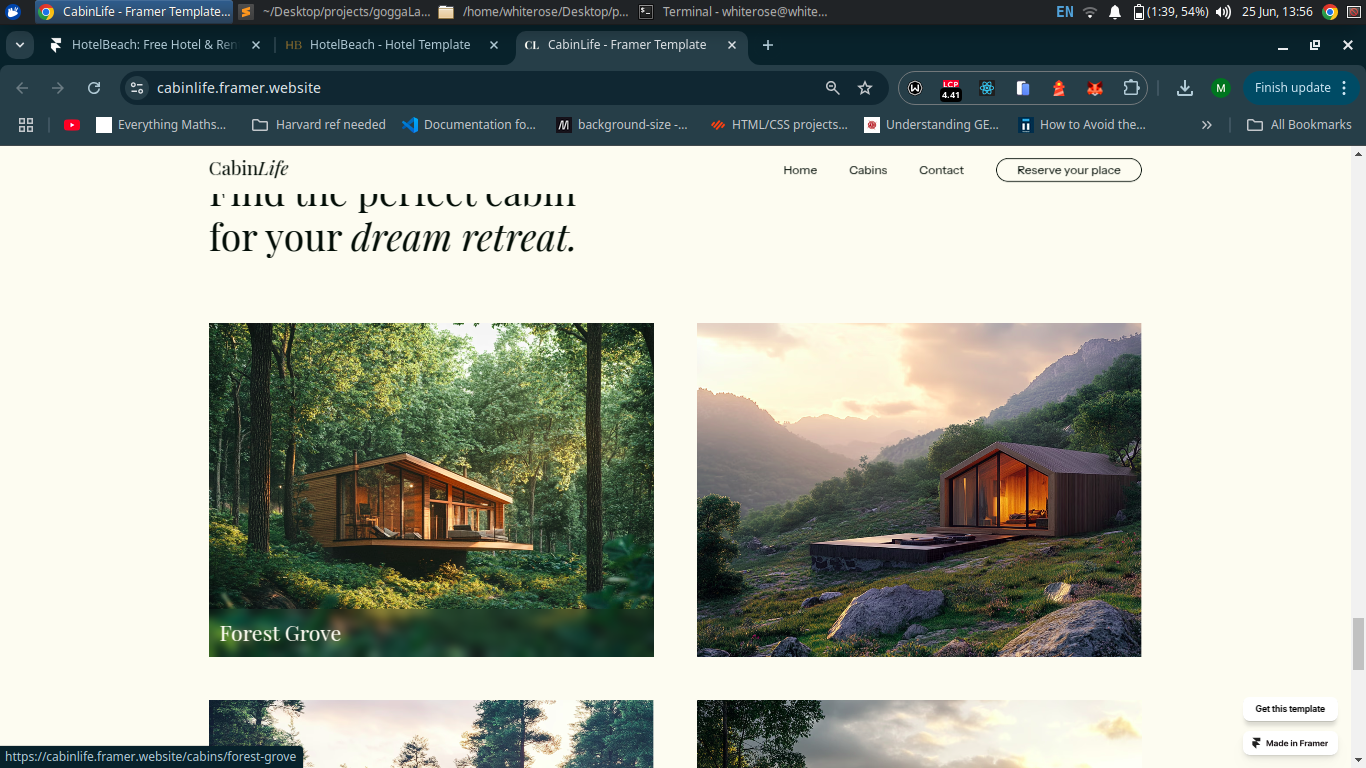 CabinLife - Framer Template...
~/Desktop/projects/goggaLa...
/home/whiterose/Desktop/p...
Terminal - whiterose@white...
EN
(1:39, 54%)
25 Jun, 13:56
HotelBeach: Free Hotel & Ren
HB HotelBeach - Hotel Template
CL CabinLife - Framer Template
cabinlife.framer.website
LCP
4.41
M
Finish update
Everything Maths...
Harvard ref needed
Documentation fo...
background-size -...
HTML/CSS projects...
Understanding GE...
How to Avoid the...
All Bookmarks
CabinLife
Home
Cabins
Contact
Reserve your place
Find the perfect cabin
for your dream retreat.
Forest Grove
Get this template
Made in Framer
https://cabinlife.framer.website/cabins/forest-grove